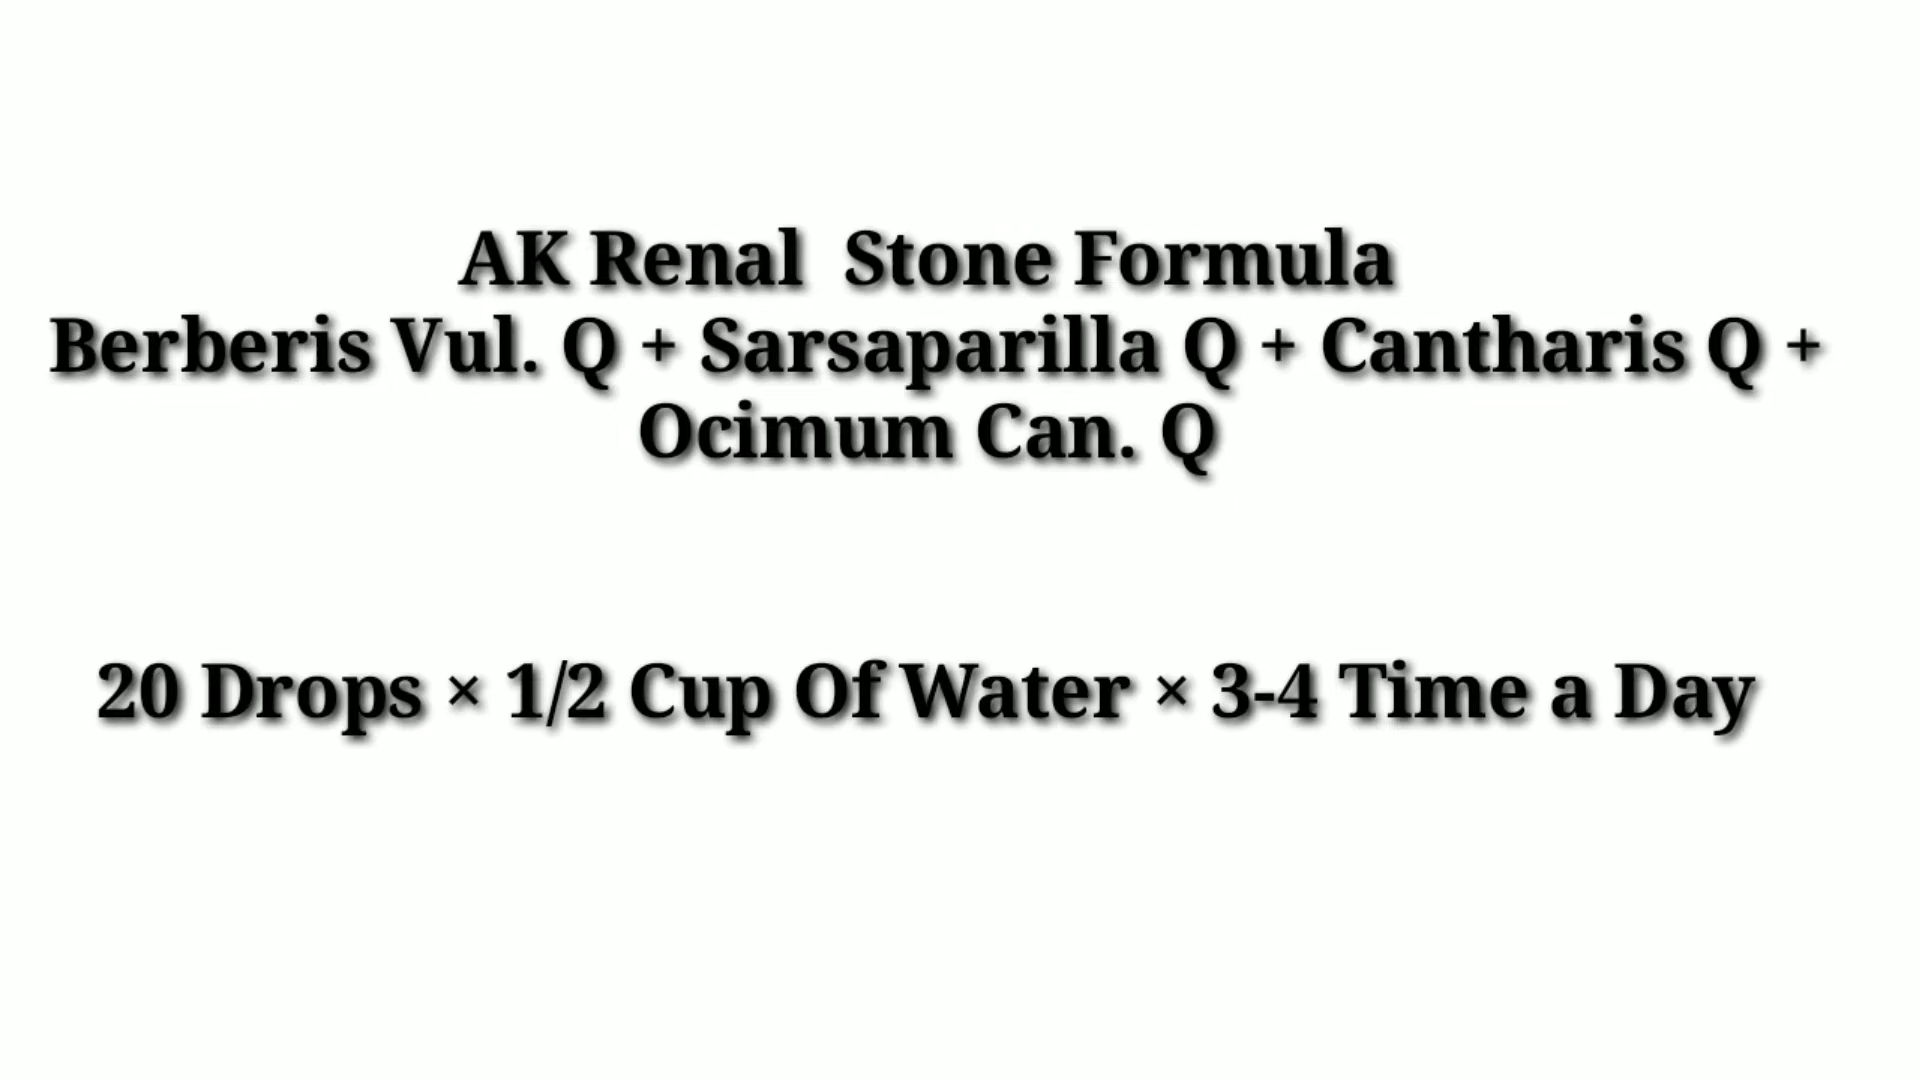 AK Renal  Stone Formula
Berberis Vul. Q + Sarsaparilla Q + Cantharis Q +
Ocimum Can. Q
20 Drops × 1/2 Cup Of Water × 3-4 Time a Day